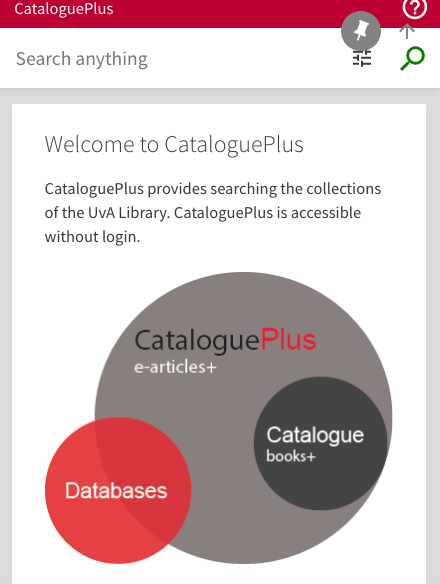 CataloguePlus
Search anything
Welcome to CataloguePlus
CataloguePlus provides searching the collections
of the UvA Library. CataloguePlus is accessible
without login.
CataloguePlus
e-articles+
Catalogue
books+
Databases